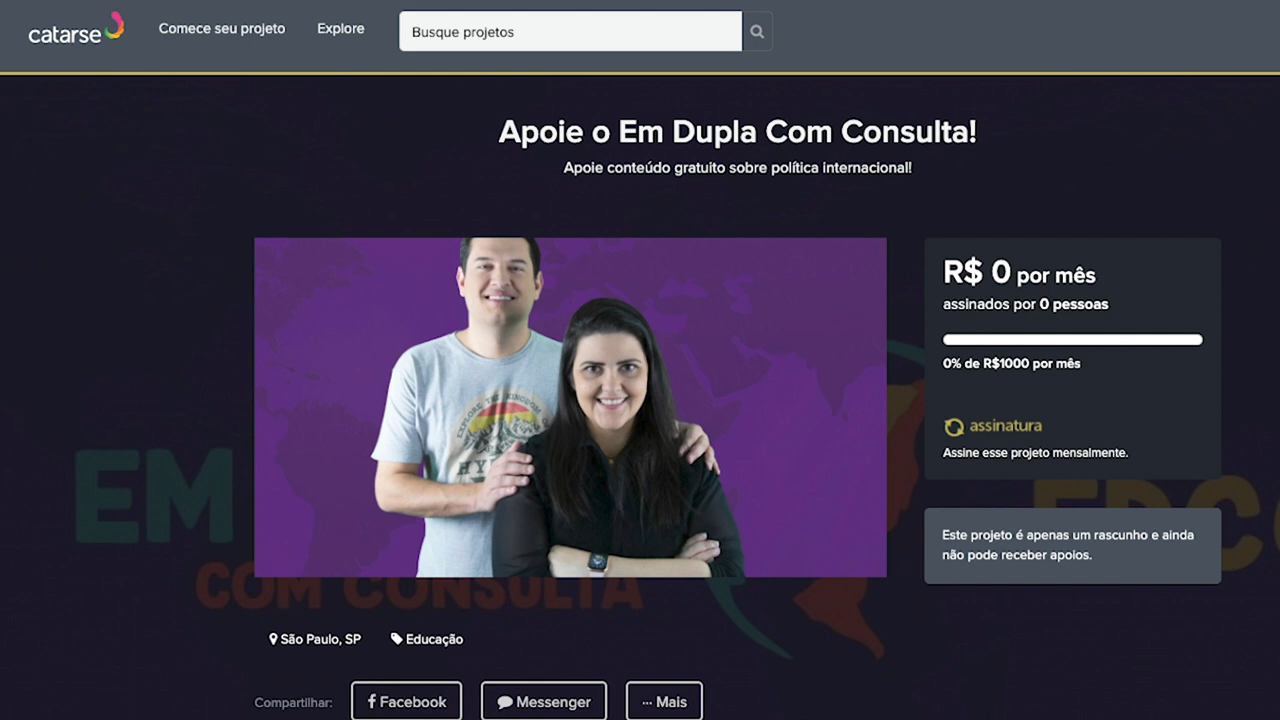 catarse
Comece seu projeto
Explore
Busque projetos
Apoie o Em Dupla Com Consulta!
Apoie conteúdo gratuito sobre política internacional!
R$ 0 por mês
assinados por 0 pessoas
0% de R$1000 por mês
assinatura
Assine esse projeto mensalmente.
Este projeto é apenas um rascunho e ainda
não pode receber apoios.
EXPLORE THE KINGDOM
EM
EDC
COM CONSULTA
São Paulo, SP
Educação
Compartilhar:
Facebook
Messenger
··· Mais